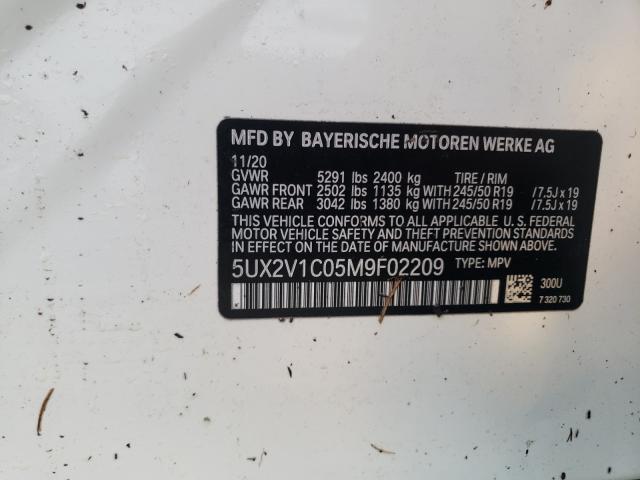 MFD BY BAYERISCHE MOTOREN WERKE AG
11/20
GVWR 5291 lbs 2400 kg TIRE / RIM
GAWR FRONT 2502 lbs 1135 kg WITH 245/50 R19 / 7.5J x 19
GAWR REAR 3042 lbs 1380 kg WITH 245/50 R19 / 7.5J x 19
THIS VEHICLE CONFORMS TO ALL APPLICABLE U. S. FEDERAL
MOTOR VEHICLE SAFETY AND THEFT PREVENTION STANDARDS
IN EFFECT ON THE DATE OF MANUFACTURE SHOWN ABOVE.
5UX2V1C05M9F02209 TYPE: MPV
300U
7 320 730